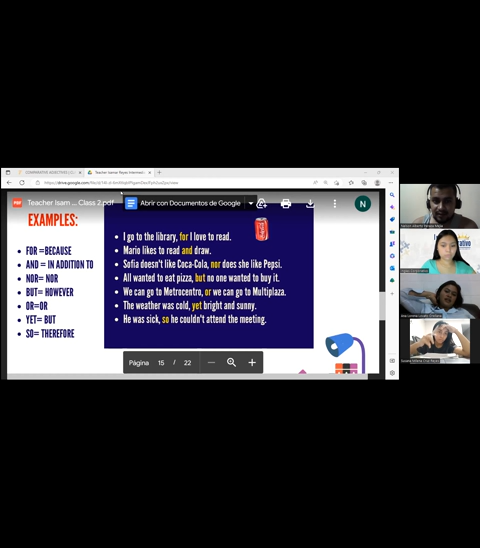 Teacher Isam ... Class 2.pdf
Abrir con Documentos de Google
N
EXAMPLES:
FOR =BECAUSE
AND = IN ADDITION TO
NOR= NOR
BUT= HOWEVER
OR=OR
YET= BUT
SO= THEREFORE
I go to the library, for I love to read.
Mario likes to read and draw.
Sofia doesn't like Coca-Cola, nor does she like Pepsi.
All wanted to eat pizza, but no one wanted to buy it.
We can go to Metrocentro, or we can go to Multiplaza.
The weather was cold, yet bright and sunny.
He was sick, so he couldn't attend the meeting.
Página 15 / 22